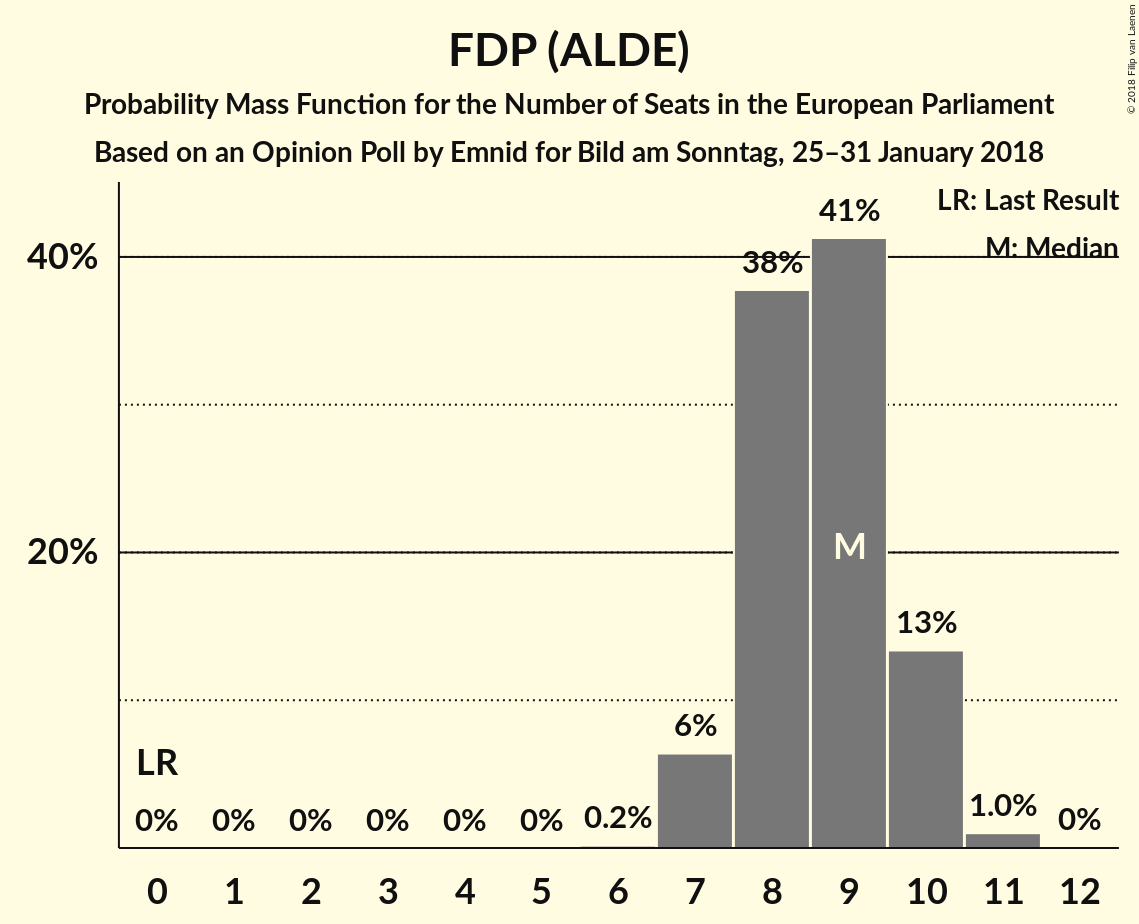 FDP (ALDE)
Probability Mass Function for the Number of Seats in the European Parliament
Based on an Opinion Poll by Emnid for Bild am Sonntag, 25–31 January 2018
© 2018 Filip van Laenen
LR: Last Result
M: Median
40%
20%
LR
0%
0%
0%
0%
0%
0%
0.2%
6%
38%
41%
M
13%
1.0%
0%
0 1 2 3 4 5 6 7 8 9 10 11 12